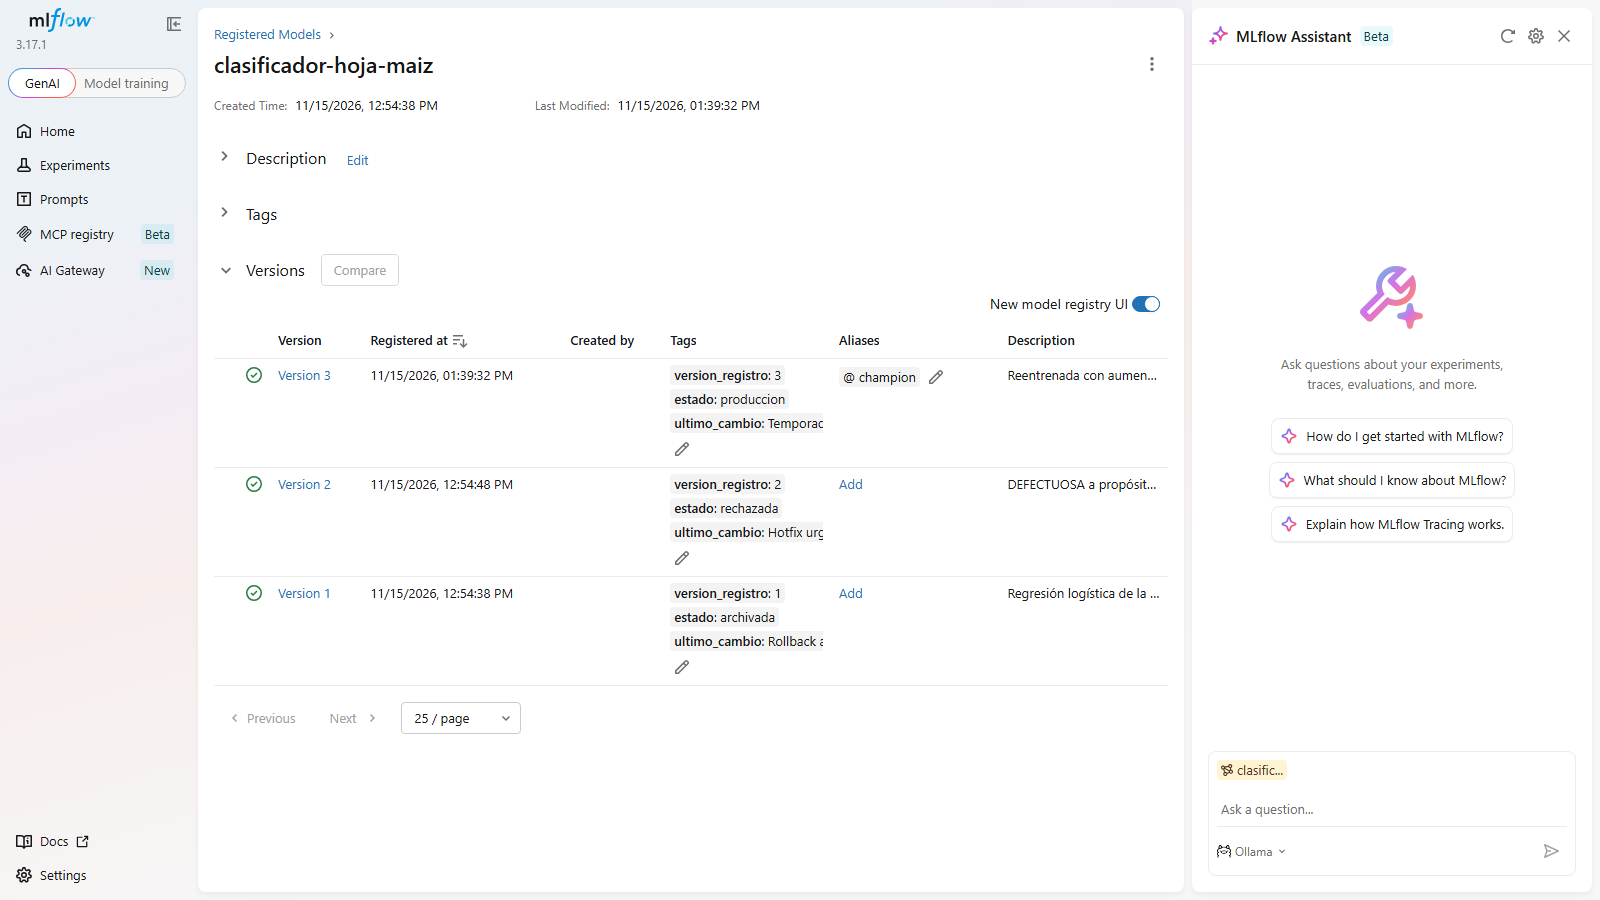 mlflow
3.17.1
GenAI
Model training
Home
Experiments
Prompts
MCP registry Beta
AI Gateway New
Docs
Settings
Registered Models
clasificador-hoja-maiz
Created Time: 11/15/2026, 12:54:38 PM
Last Modified: 11/15/2026, 01:39:32 PM
Description Edit
Tags
Versions Compare
New model registry UI
Version Registered at Created by Tags Aliases Description
Version 3 11/15/2026, 01:39:32 PM version_registro: 3 @ champion Reentrenada con aumen...
estado: produccion
ultimo_cambio: Temporad
Version 2 11/15/2026, 12:54:48 PM version_registro: 2 Add DEFECTUOSA a propósit...
estado: rechazada
ultimo_cambio: Hotfix urg
Version 1 11/15/2026, 12:54:38 PM version_registro: 1 Add Regresión logística de la ...
estado: archivada
ultimo_cambio: Rollback a
Previous Next 25 / page
MLflow Assistant Beta
Ask questions about your experiments,
traces, evaluations, and more.
How do I get started with MLflow?
What should I know about MLflow?
Explain how MLflow Tracing works.
clasific...
Ask a question...
Ollama